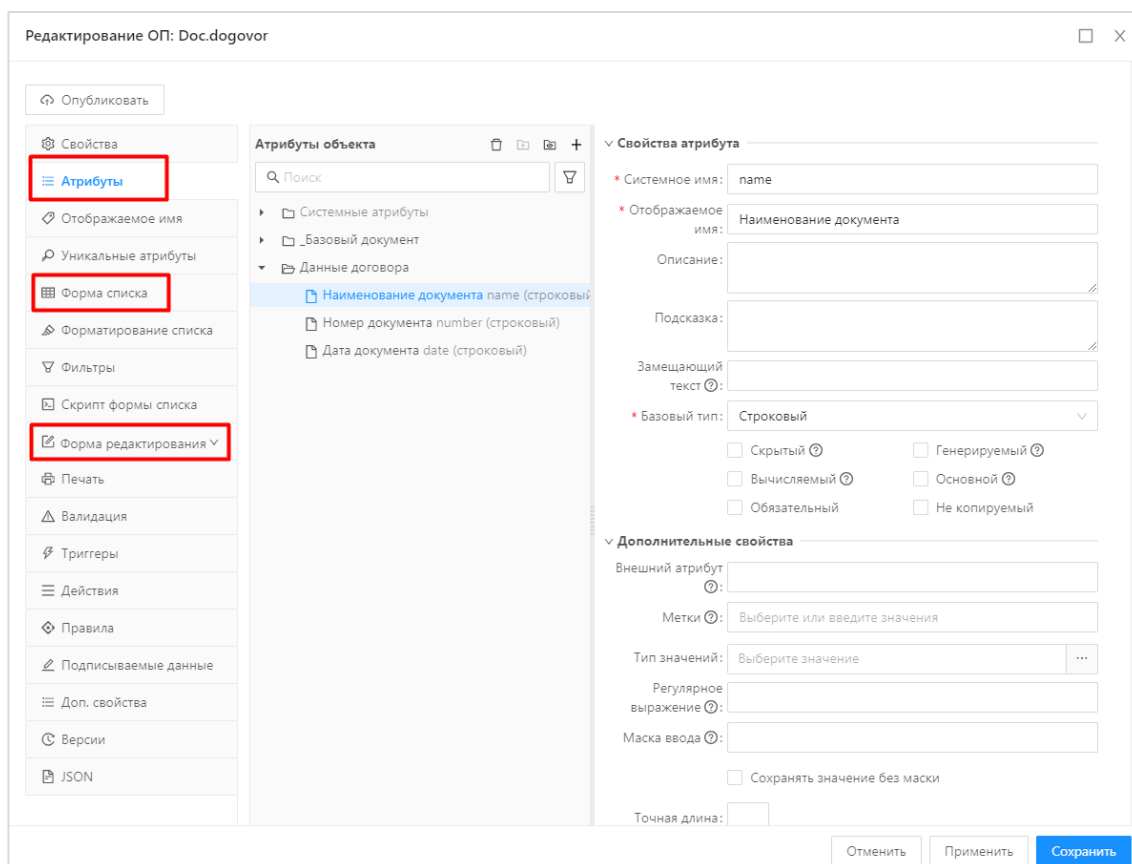 Редактирование ОП: Doc.dogovor
Опубликовать
Свойства
Атрибуты
Отображаемое имя
Уникальные атрибуты
Форма списка
Форматирование списка
Фильтры
Скрипт формы списка
Форма редактирования
Печать
Валидация
Триггеры
Действия
Правила
Подписываемые данные
Доп. свойства
Версии
JSON
Атрибуты объекта
Поиск
Системные атрибуты
_Базовый документ
Данные договора
Наименование документа name (строковый
Номер документа number (строковый)
Дата документа date (строковый)
Свойства атрибута
* Системное имя: name
* Отображаемое
имя: Наименование документа
Описание:
Подсказка:
Замещающий
текст ?:
* Базовый тип: Строковый
Скрытый ? Генерируемый ?
Вычисляемый ? Основной ?
Обязательный Не копируемый
Дополнительные свойства
Внешний атрибут
?:
Метки ?: Выберите или введите значения
Тип значений: Выберите значение ...
Регулярное
выражение ?:
Маска ввода ?:
Сохранять значение без маски
Точная длина:
Отменить Применить Сохранить